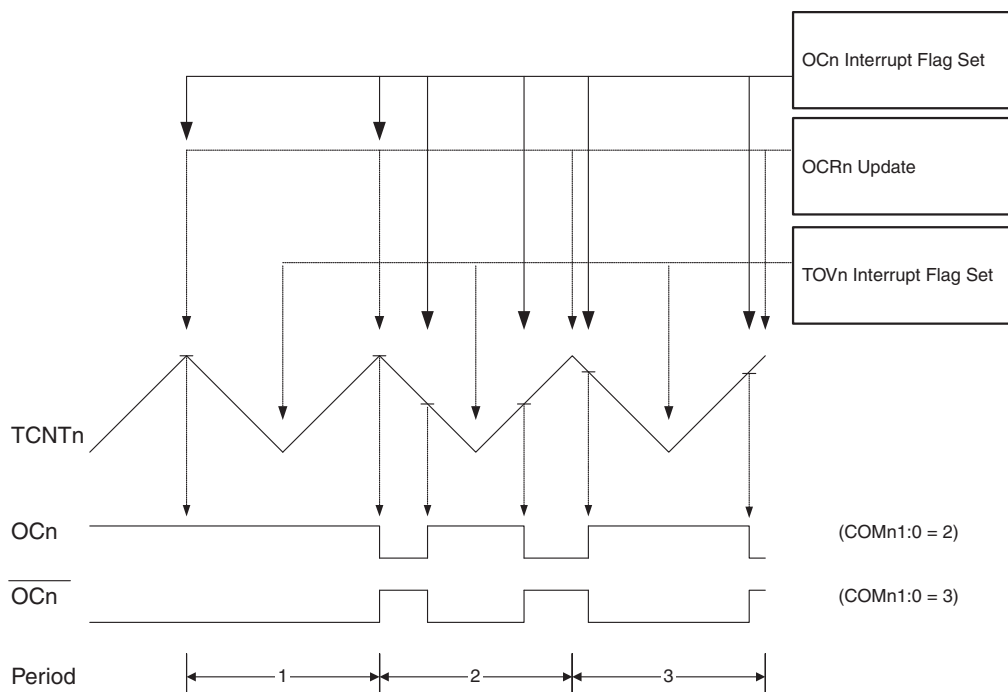 OCn Interrupt Flag Set
OCRn Update
TOVn Interrupt Flag Set
TCNTn
OCn (COMn1:0 = 2)
OCn (COMn1:0 = 3)
Period 1 2 3